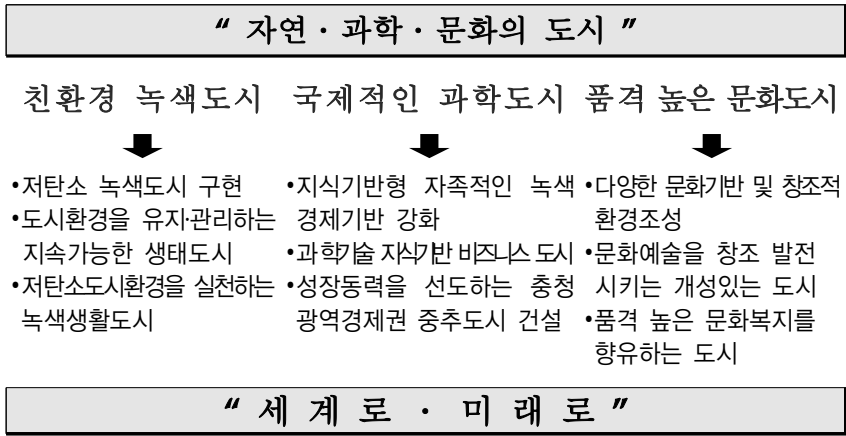 “ 자연 · 과학 · 문화의 도시 ”
친환경 녹색도시
•저탄소 녹색도시 구현
•도시환경을 유지·관리하는
지속가능한 생태도시
•저탄소도시환경을 실천하는
녹색생활도시
국제적인 과학도시
•지식기반형 자족적인 녹색
경제기반 강화
•과학기술 지식기반 비즈니스 도시
•성장동력을 선도하는 충청
광역경제권 중추도시 건설
품격 높은 문화도시
•다양한 문화기반 및 창조적
환경조성
•문화예술을 창조 발전
시키는 개성있는 도시
•품격 높은 문화복지를
향유하는 도시
“ 세 계 로 · 미 래 로 ”